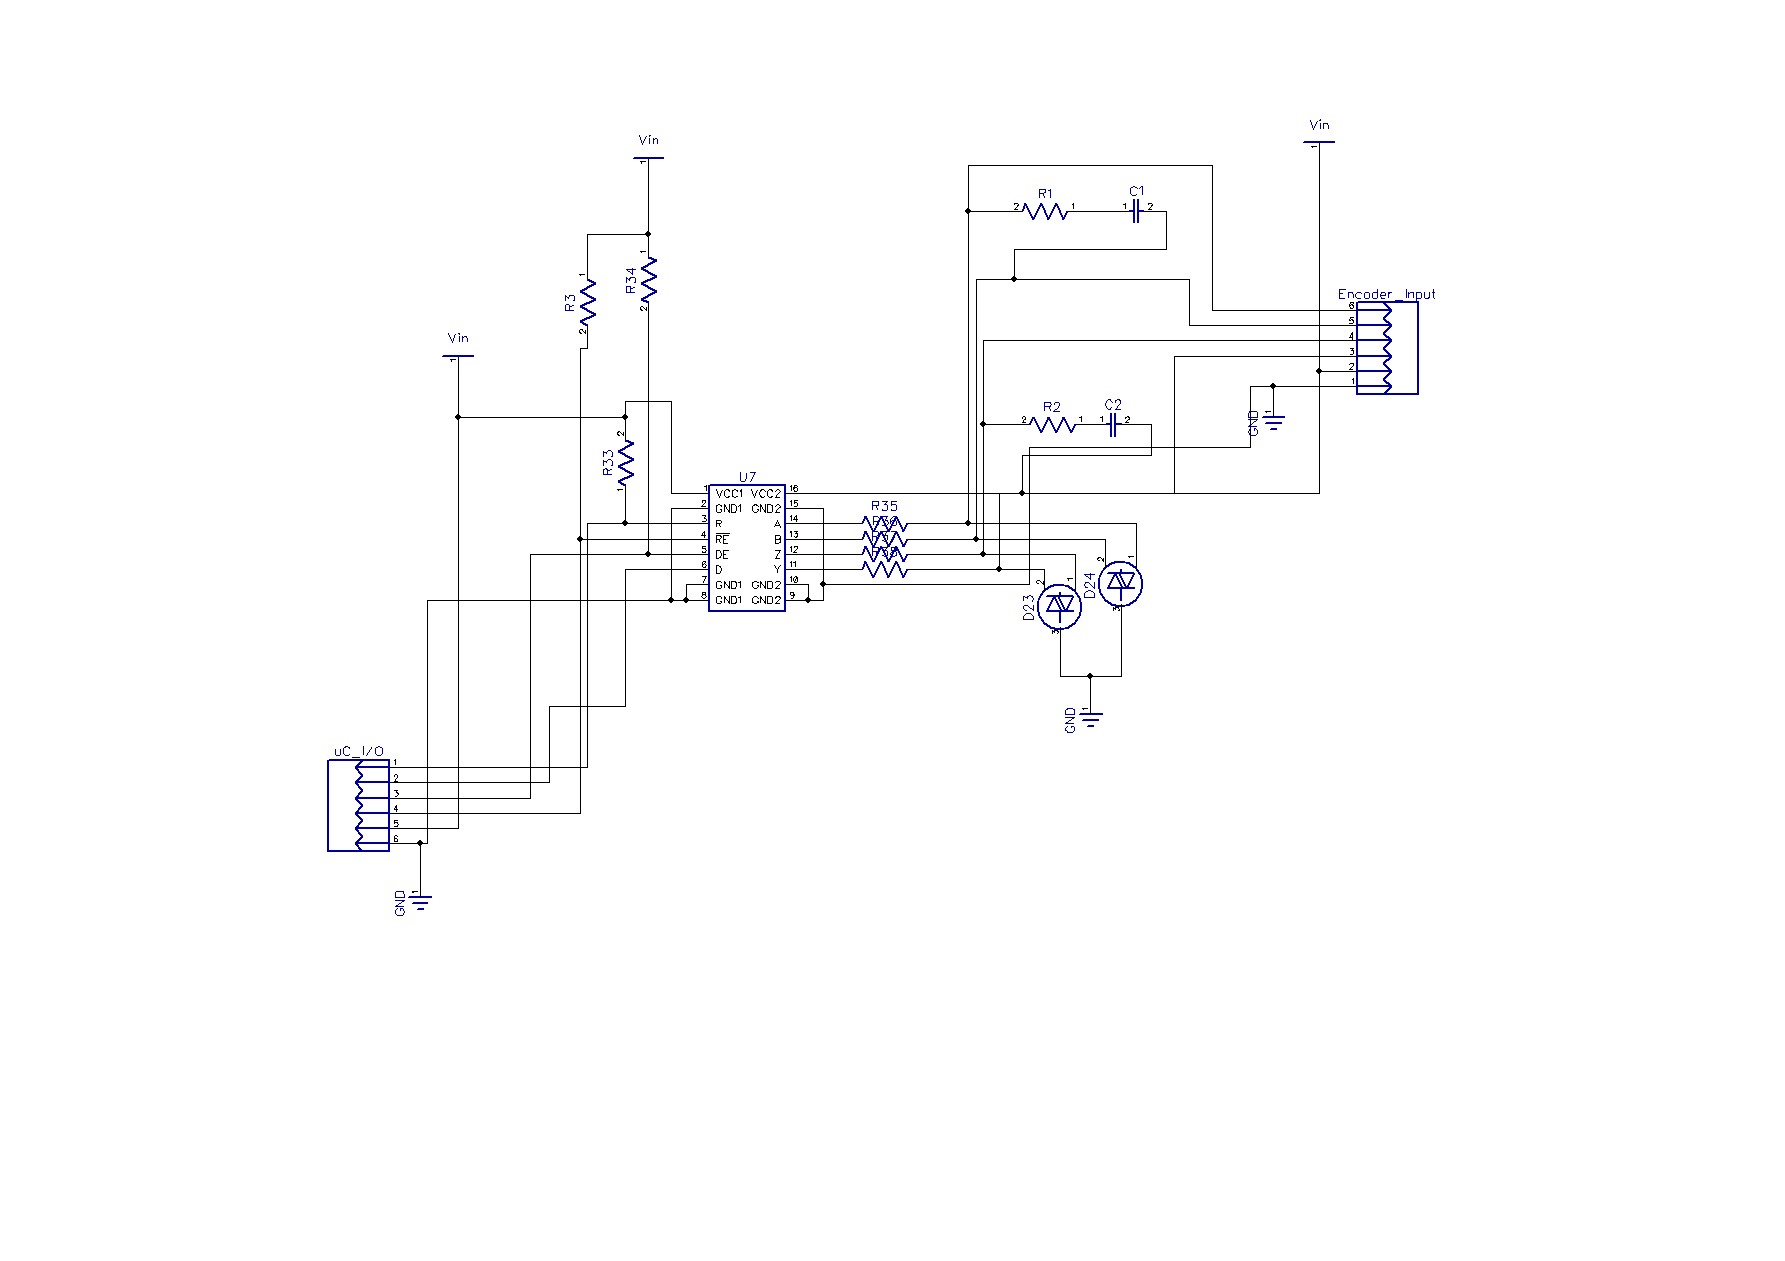 Vin
1
Vin
1
R1
2 1
C1
1 2
R3
1
2
R34
1
2
Encoder_Input
6
5
4
3
2
1
GND
1
Vin
1
R2
2 1
C2
1 2
R33
2
1
U7
1 VCC1 VCC2 16
2 GND1 GND2 15
3 R A 14
4 RE B 13
5 DE Z 12
6 D Y 11
7 GND1 GND2 10
8 GND1 GND2 9
R35
R36
R37
R38
D24
2 1
3
D23
2 1
3
GND
1
uC_I/O
1
2
3
4
5
6
GND
1